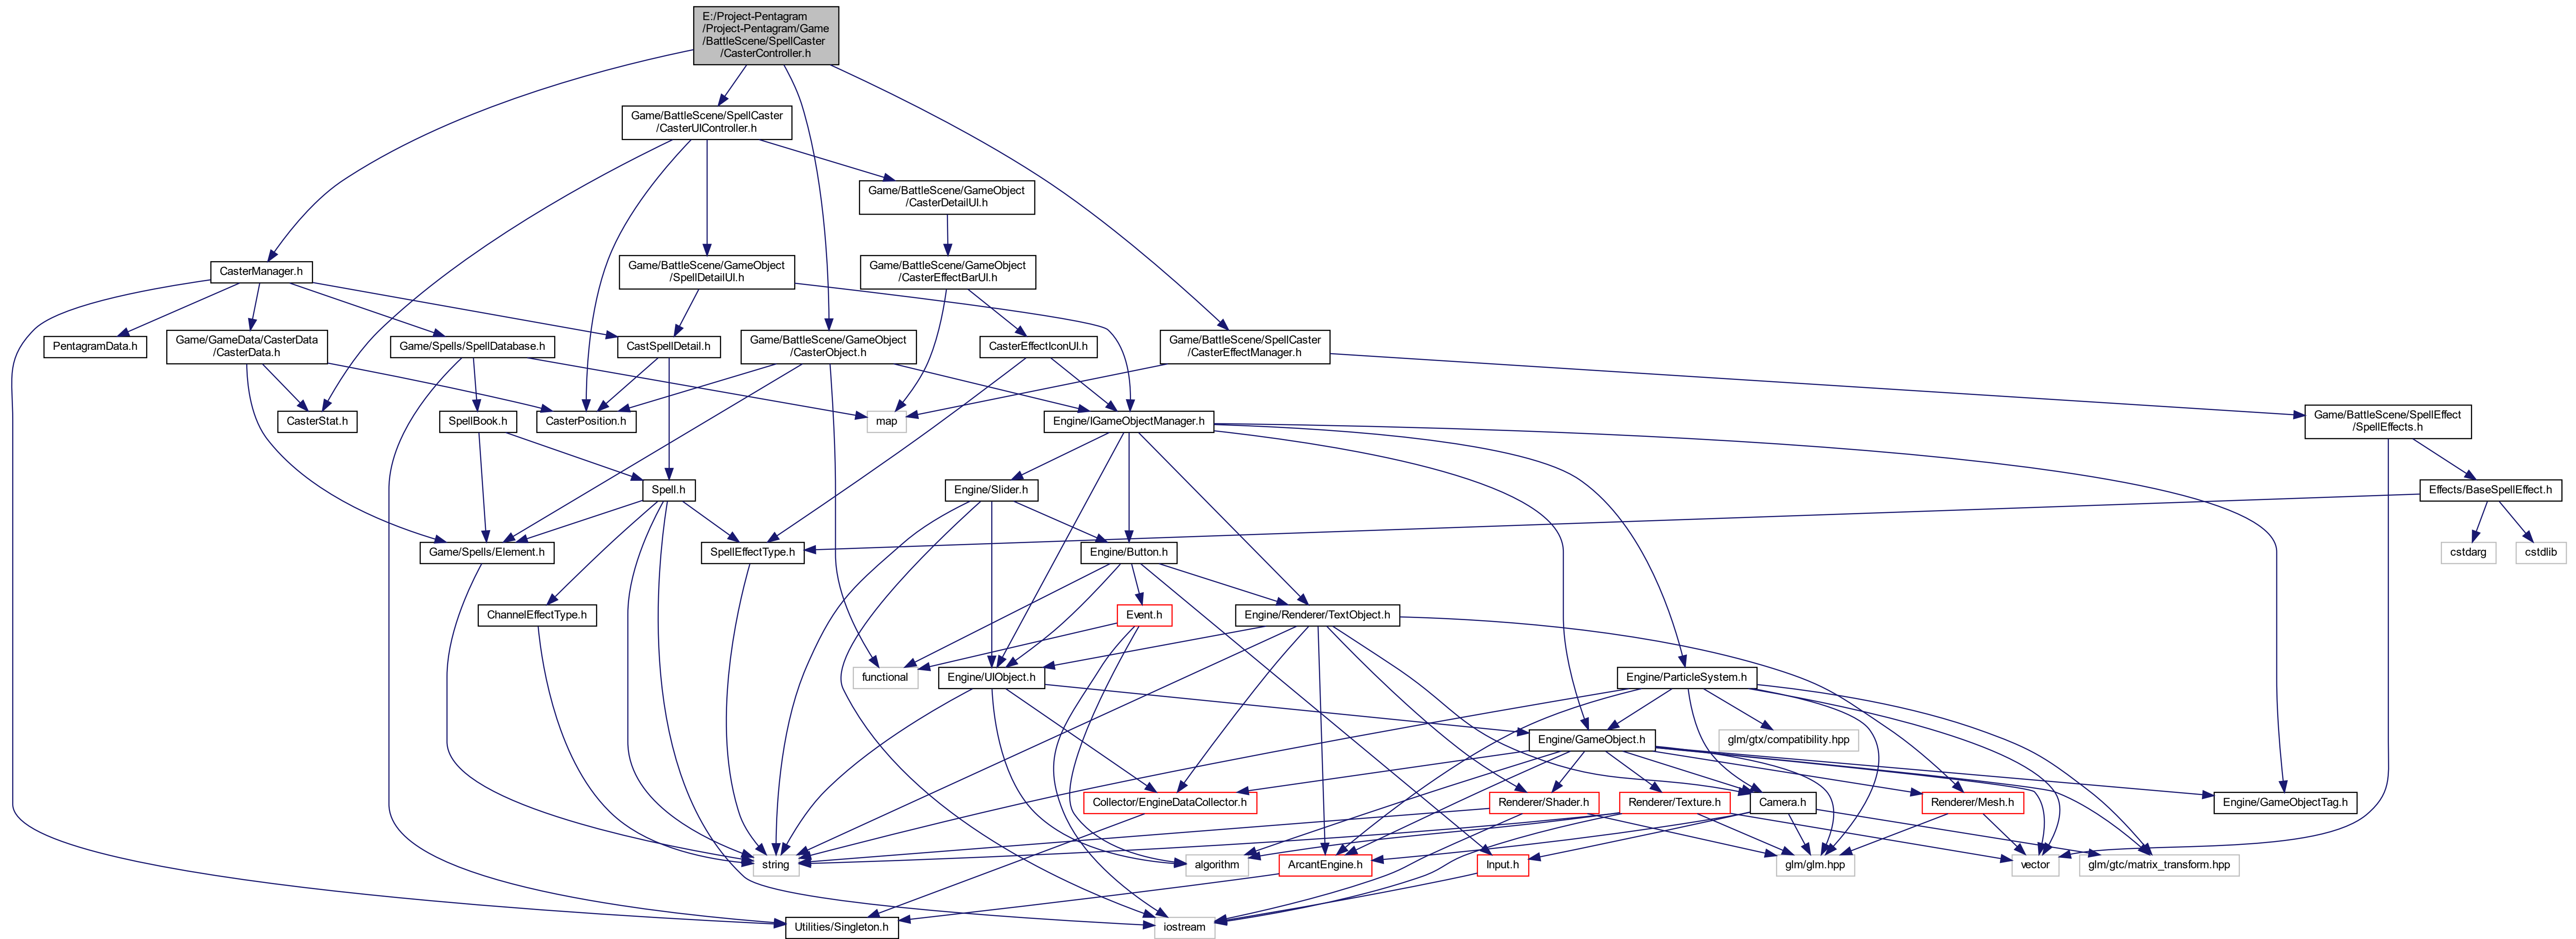 E:/Project-Pentagram
/Project-Pentagram/Game
/BattleScene/SpellCaster
/CasterController.h
Game/BattleScene/SpellCaster
/CasterUIController.h
Game/BattleScene/GameObject
/CasterDetailUI.h
CasterManager.h
Game/BattleScene/GameObject
/SpellDetailUI.h
Game/BattleScene/GameObject
/CasterEffectBarUI.h
PentagramData.h
Game/GameData/CasterData
/CasterData.h
Game/Spells/SpellDatabase.h
CastSpellDetail.h
Game/BattleScene/GameObject
/CasterObject.h
CasterEffectIconUI.h
Game/BattleScene/SpellCaster
/CasterEffectManager.h
CasterStat.h
SpellBook.h
CasterPosition.h
map
Engine/IGameObjectManager.h
Game/BattleScene/SpellEffect
/SpellEffects.h
Spell.h
Engine/Slider.h
Effects/BaseSpellEffect.h
Game/Spells/Element.h
SpellEffectType.h
Engine/Button.h
cstdarg
cstdlib
ChannelEffectType.h
Event.h
Engine/Renderer/TextObject.h
functional
Engine/UIObject.h
Engine/ParticleSystem.h
Engine/GameObject.h
glm/gtx/compatibility.hpp
Collector/EngineDataCollector.h
Renderer/Shader.h
Renderer/Texture.h
Camera.h
Renderer/Mesh.h
Engine/GameObjectTag.h
string
algorithm
ArcantEngine.h
Input.h
glm/glm.hpp
vector
glm/gtc/matrix_transform.hpp
Utilities/Singleton.h
iostream